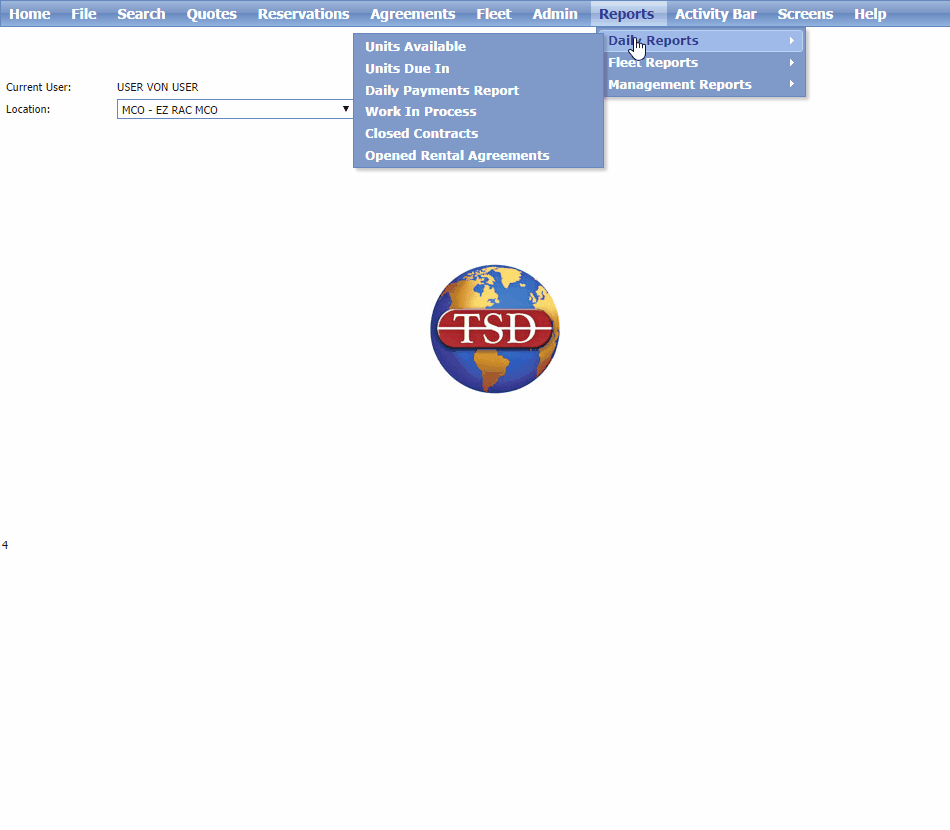 Home File Search Quotes Reservations Agreements Fleet Admin Reports Activity Bar Screens Help
Daily Reports
Fleet Reports
Management Reports
Units Available
Units Due In
Daily Payments Report
Work In Process
Closed Contracts
Opened Rental Agreements
Current User: USER VON USER
Location: MCO - EZ RAC MCO
TSD
4